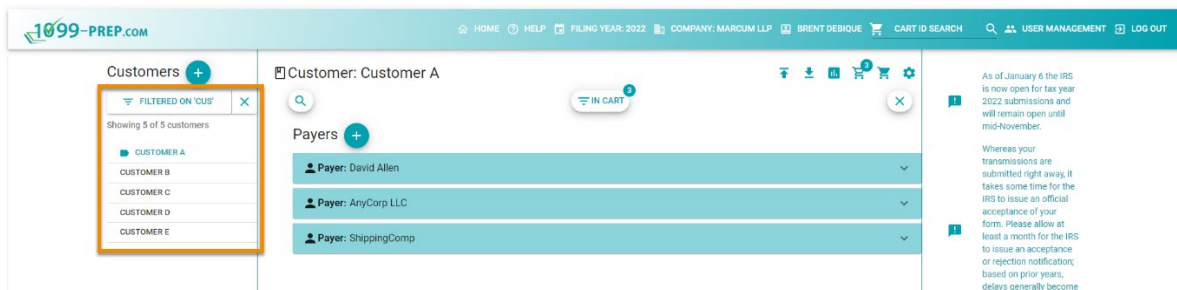 1099-PREP.COM
HOME HELP FILING YEAR: 2022 COMPANY: MARCUM LLP BRENT DEBIQUE CART ID SEARCH USER MANAGEMENT LOG OUT
Customers
FILTERED ON 'CUS'
Showing 5 of 5 customers
CUSTOMER A
CUSTOMER B
CUSTOMER C
CUSTOMER D
CUSTOMER E
Customer: Customer A
3
IN CART 3
Payers
Payer: David Allen
Payer: AnyCorp LLC
Payer: ShippingComp
As of January 6 the IRS
is now open for tax year
2022 submissions and
will remain open until
mid-November.
Whereas your
transmissions are
submitted right away, it
takes some time for the
IRS to issue an official
acceptance of your
form. Please allow at
least a month for the IRS
to issue an acceptance
or rejection notification;
based on prior years,
delays generally become